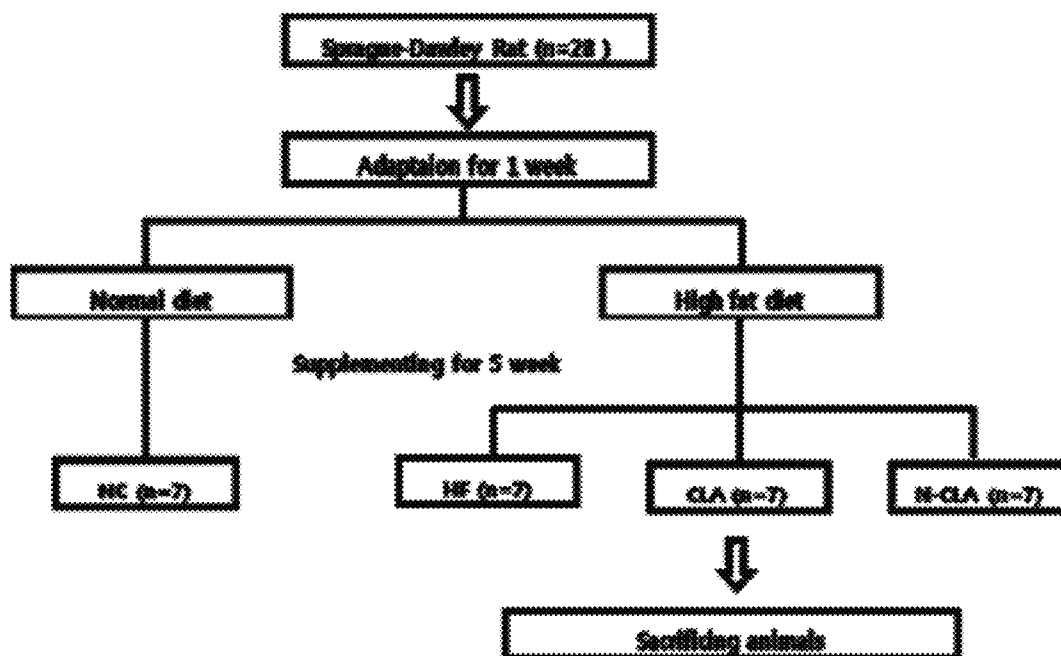 Sprague-Dawley Rat (n=28 )
Adaptaion for 1 week
Normal diet
High fat diet
Supplementing for 5 week
NC (n=7)
HF (n=7)
CLA (n=7)
N-CLA (n=7)
Sacrificing animals